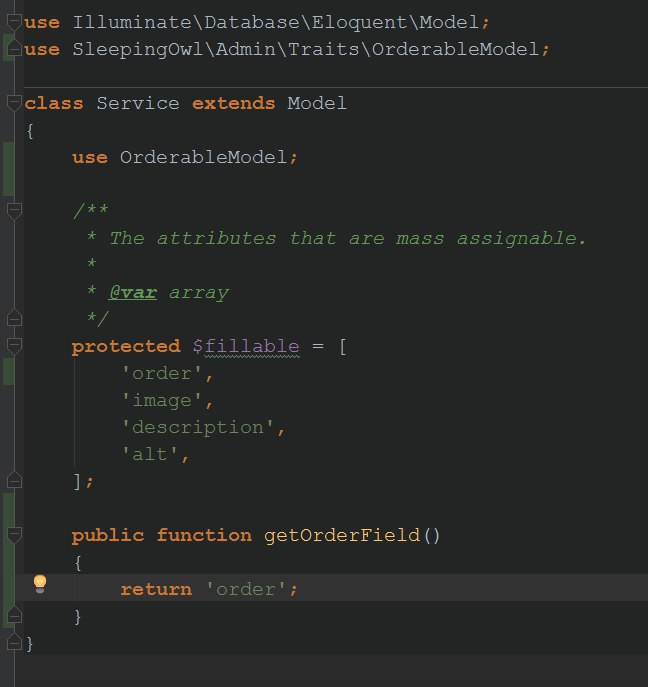 use Illuminate\Database\Eloquent\Model;
use SleepingOwl\Admin\Traits\OrderableModel;
class Service extends Model
{
    use OrderableModel;
    /**
     * The attributes that are mass assignable.
     *
     * @var array
     */
    protected $fillable = [
        'order',
        'image',
        'description',
        'alt',
    ];
    public function getOrderField()
    {
        return 'order';
    }
}